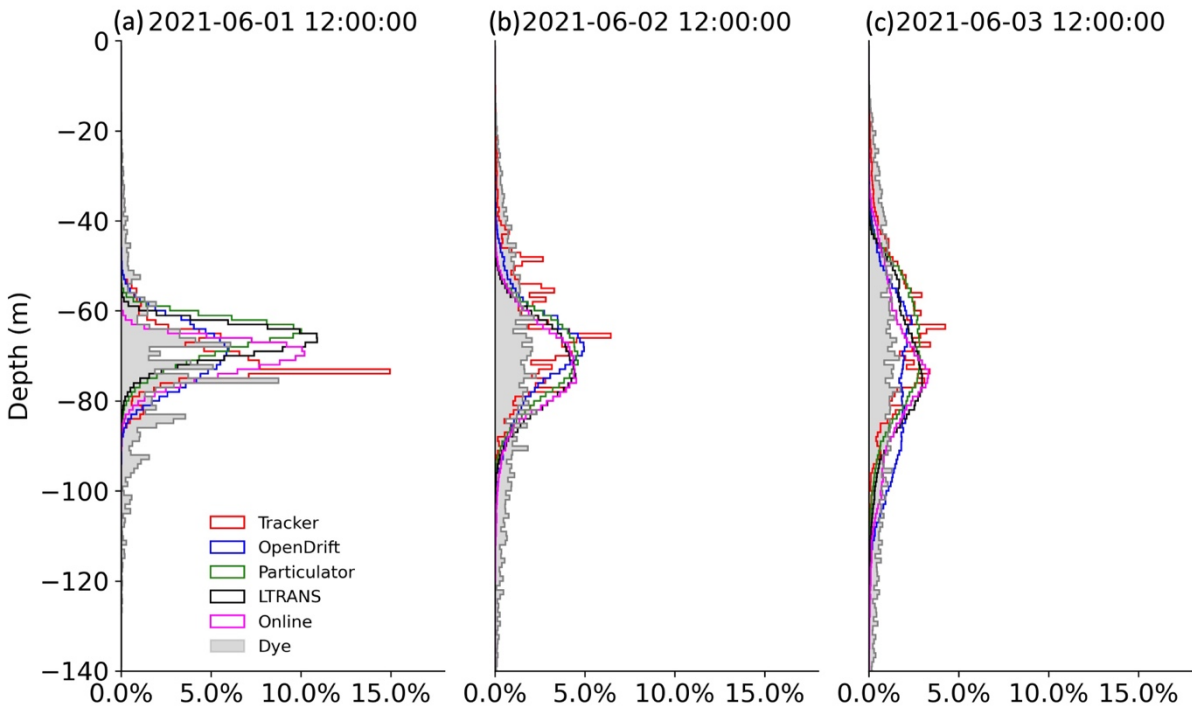 (a) 2021-06-01 12:00:00
(b) 2021-06-02 12:00:00
(c) 2021-06-03 12:00:00
Depth (m)
0
−20
−40
−60
−80
−100
−120
−140
Tracker
OpenDrift
Particulator
LTRANS
Online
Dye
0.0% 5.0% 10.0% 15.0%
0.0% 5.0% 10.0% 15.0%
0.0% 5.0% 10.0% 15.0%